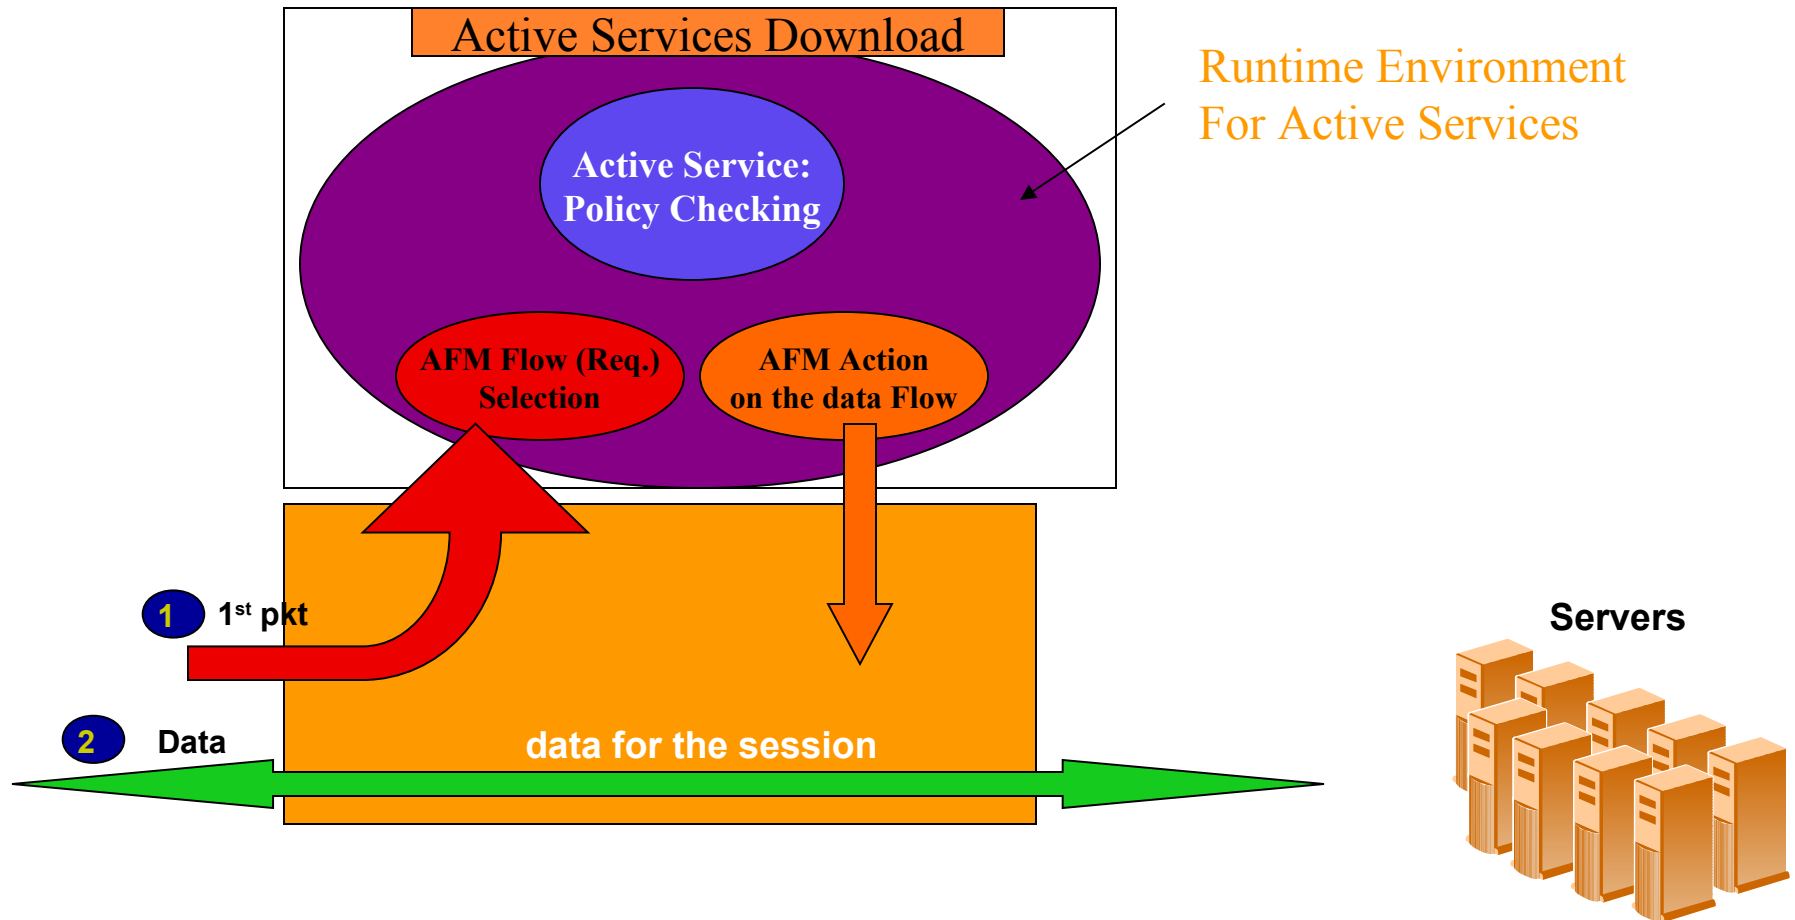 Active Services Download
Runtime Environment
For Active Services
Active Service:
Policy Checking
AFM Flow (Req.)
Selection
AFM Action
on the data Flow
1 1st pkt
Servers
2 Data
data for the session